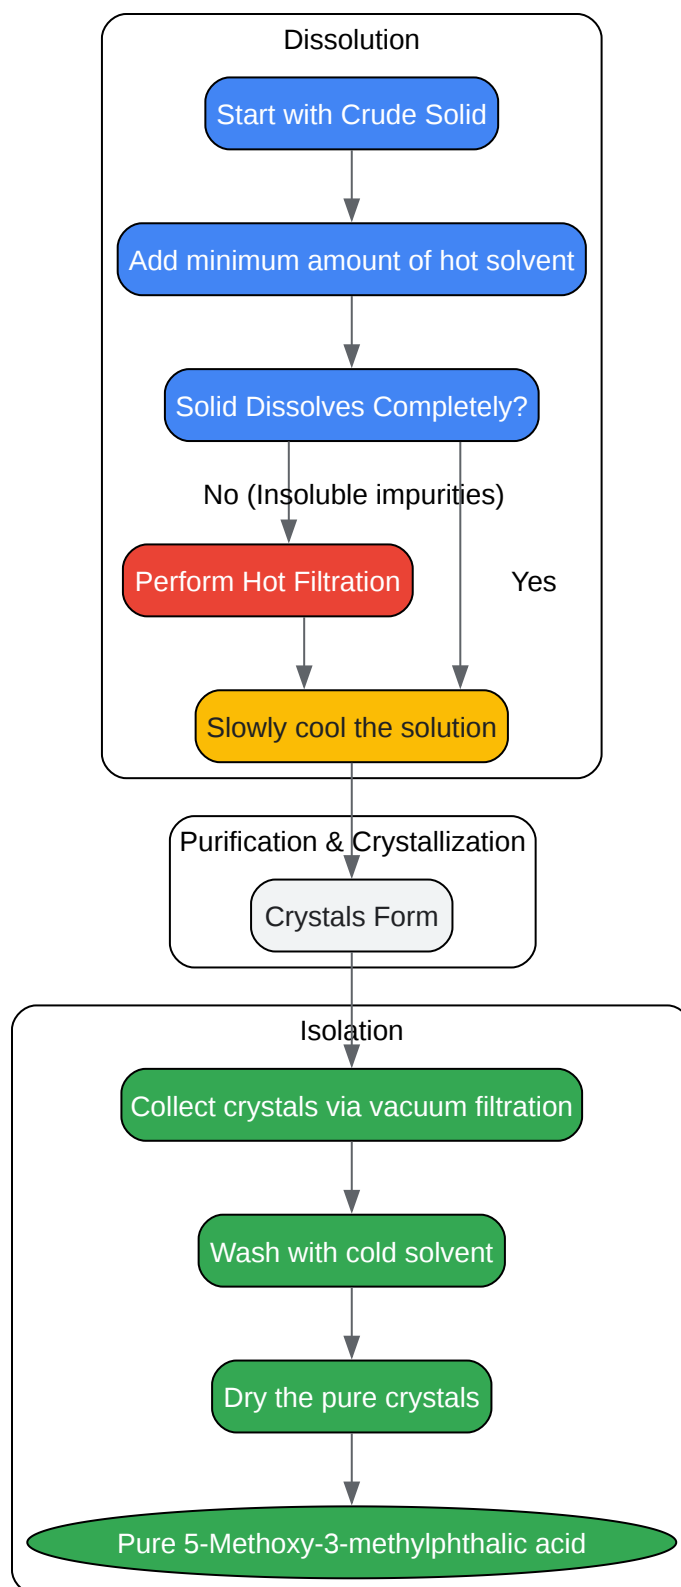 Dissolution
Start with Crude Solid
Add minimum amount of hot solvent
Solid Dissolves Completely?
No (Insoluble impurities)
Perform Hot Filtration
Yes
Slowly cool the solution
Purification & Crystallization
Crystals Form
Isolation
Collect crystals via vacuum filtration
Wash with cold solvent
Dry the pure crystals
Pure 5-Methoxy-3-methylphthalic acid